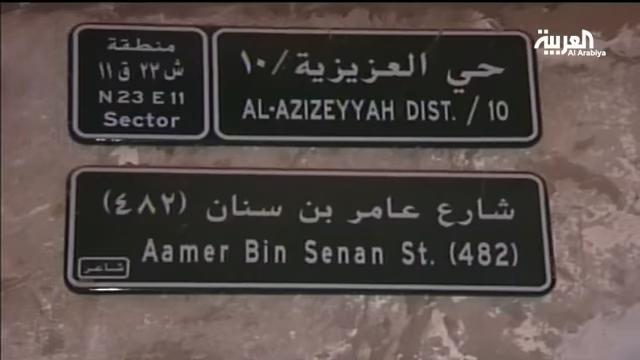 منطقة
ش ٢٣ ق ١١
N 23 E 11
Sector
حي العزيزية / ١٠
AL-AZIZEYYAH DIST. / 10
العربية
Al Arabiya
شارع عامر بن سنان (٤٨٢)
Aamer Bin Senan St. (482)
شاعر